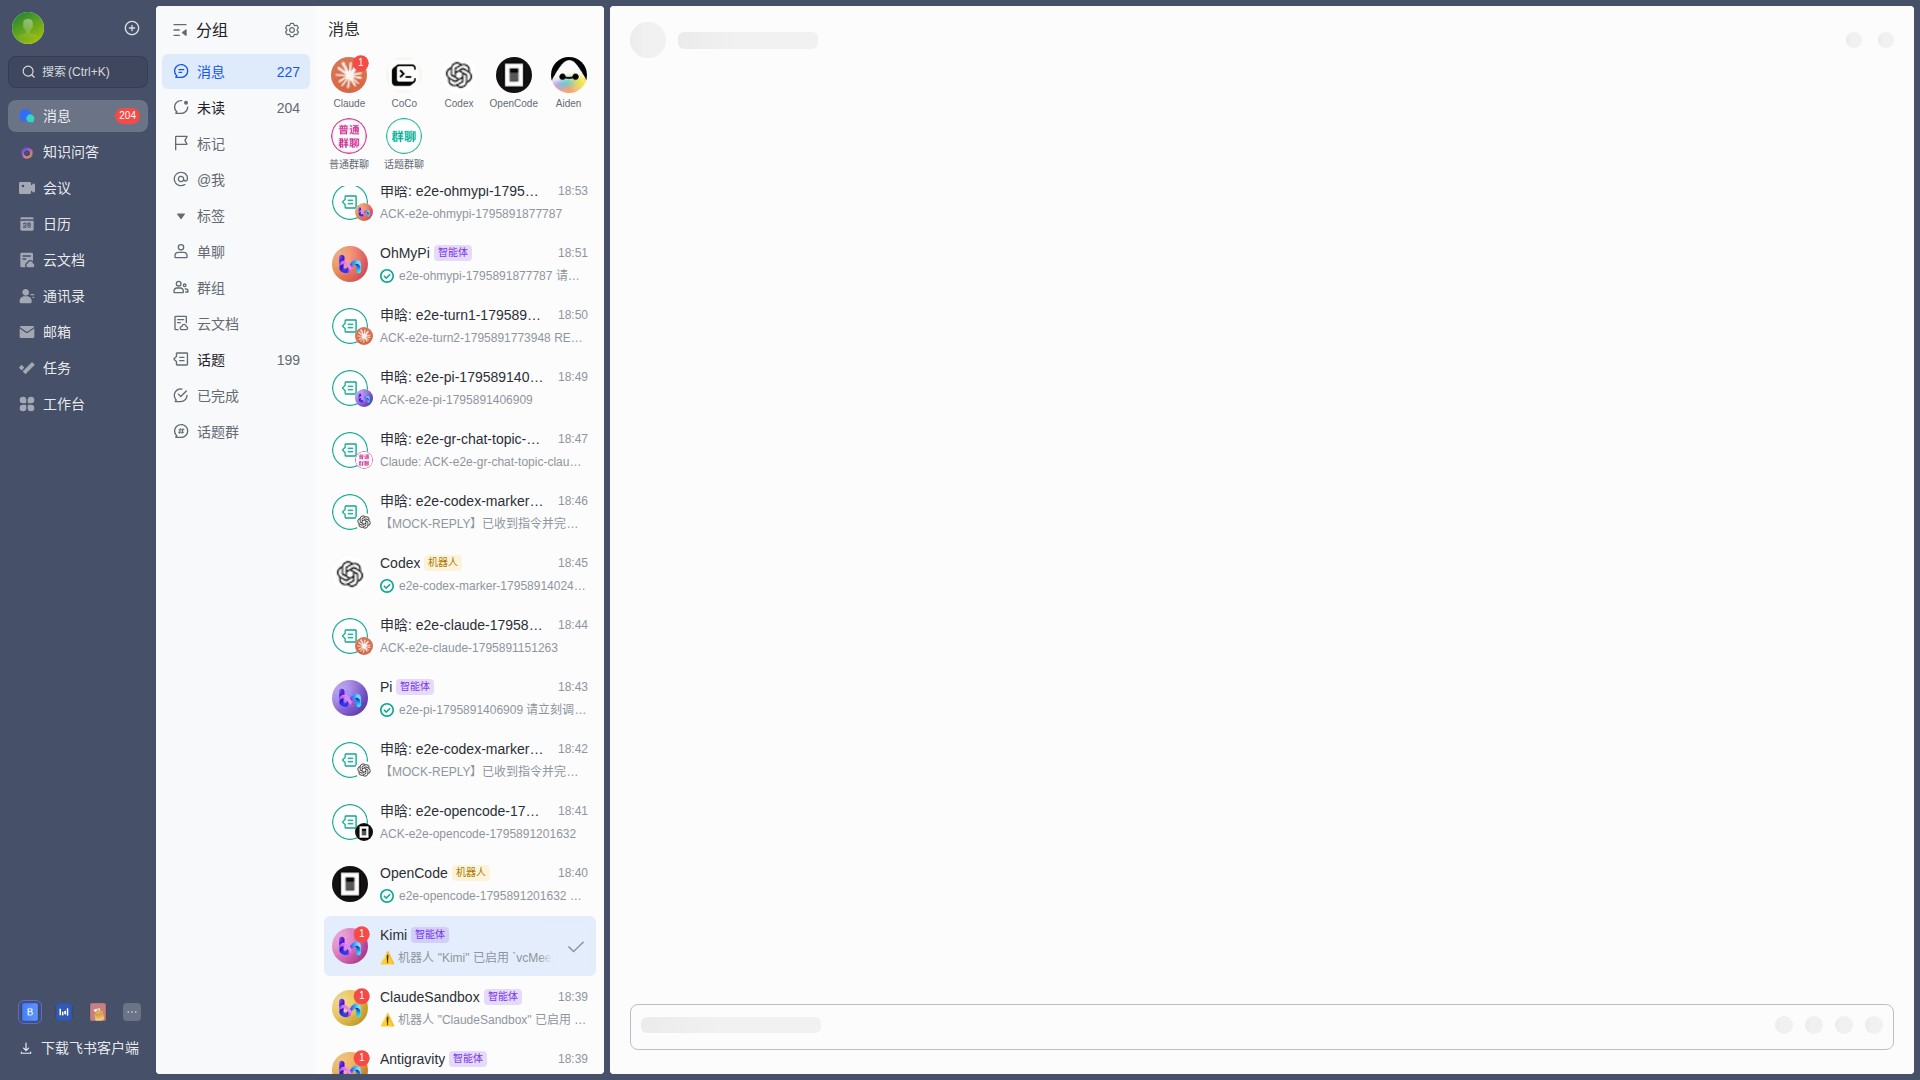 搜索 (Ctrl+K)
消息 204
知识问答
会议
日历
云文档
通讯录
邮箱
任务
工作台
下载飞书客户端
分组
消息 227
未读 204
标记
@我
标签
单聊
群组
云文档
话题 199
已完成
话题群
消息
1
Claude CoCo Codex OpenCode Aiden
普通
群聊
群聊
普通群聊 话题群聊
申晗: e2e-ohmypi-1795… 18:53
ACK-e2e-ohmypi-1795891877787
OhMyPi 智能体 18:51
e2e-ohmypi-1795891877787 请…
申晗: e2e-turn1-179589… 18:50
ACK-e2e-turn2-1795891773948 RE…
申晗: e2e-pi-179589140… 18:49
ACK-e2e-pi-1795891406909
申晗: e2e-gr-chat-topic-… 18:47
Claude: ACK-e2e-gr-chat-topic-clau…
申晗: e2e-codex-marker… 18:46
【MOCK-REPLY】已收到指令并完…
Codex 机器人 18:45
e2e-codex-marker-17958914024…
申晗: e2e-claude-17958… 18:44
ACK-e2e-claude-1795891151263
Pi 智能体 18:43
e2e-pi-1795891406909 请立刻调…
申晗: e2e-codex-marker… 18:42
【MOCK-REPLY】已收到指令并完…
申晗: e2e-opencode-17… 18:41
ACK-e2e-opencode-1795891201632
OpenCode 机器人 18:40
e2e-opencode-1795891201632 …
1
Kimi 智能体
机器人 "Kimi" 已启用 `vcMee
1
ClaudeSandbox 智能体 18:39
机器人 "ClaudeSandbox" 已启用 …
1
Antigravity 智能体 18:39